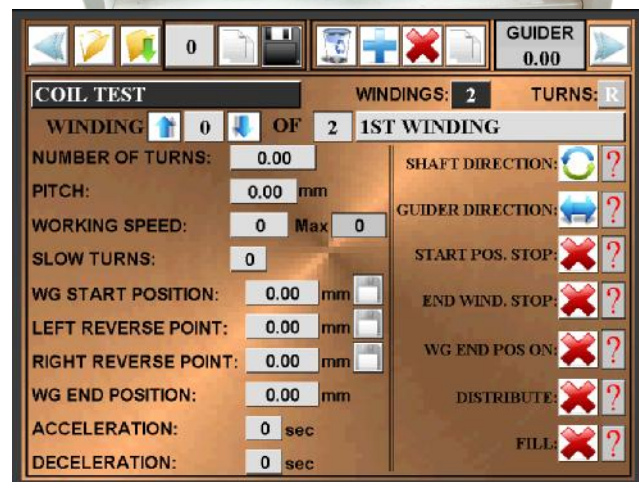 0
GUIDER
0.00
COIL TEST WINDINGS: 2 TURNS: R
WINDING 0 OF 2 1ST WINDING
NUMBER OF TURNS: 0.00
PITCH: 0.00 mm
WORKING SPEED: 0 Max 0
SLOW TURNS: 0
WG START POSITION: 0.00 mm
LEFT REVERSE POINT: 0.00 mm
RIGHT REVERSE POINT: 0.00 mm
WG END POSITION: 0.00 mm
ACCELERATION: 0 sec
DECELERATION: 0 sec
SHAFT DIRECTION: ?
GUIDER DIRECTION: ?
START POS. STOP: ?
END WIND. STOP: ?
WG END POS ON: ?
DISTRIBUTE: ?
FILL: ?